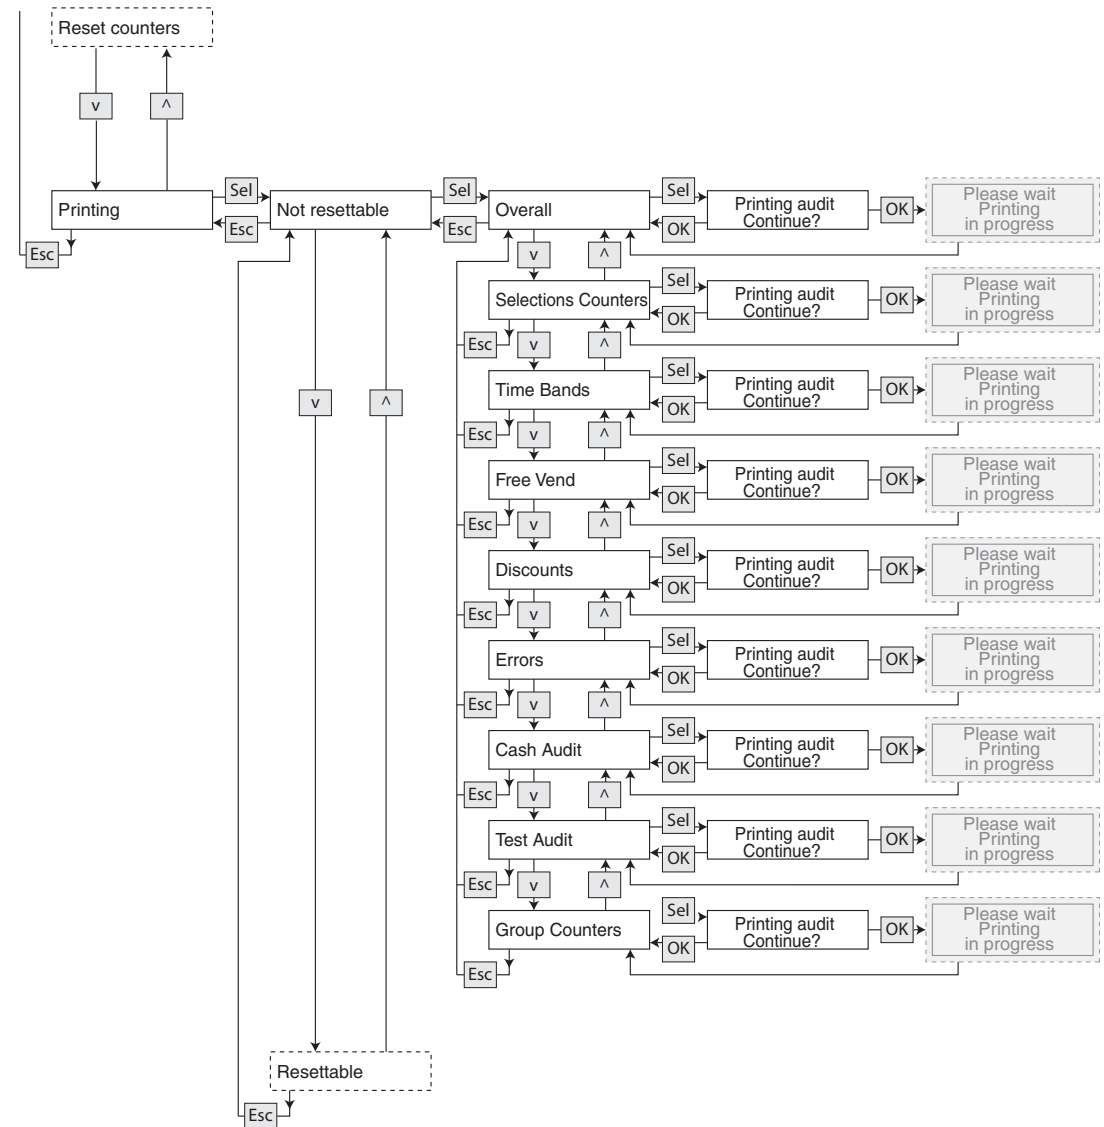 Reset counters
v
^
Sel
Sel
Sel
Printing
Not resettable
Overall
Printing audit
Continue?
OK
Please wait
Printing
in progress
Esc
Esc
OK
Esc
v
^
Sel
Selections Counters
Printing audit
Continue?
OK
Please wait
Printing
in progress
OK
Esc
v
^
Sel
Time Bands
Printing audit
Continue?
OK
Please wait
Printing
in progress
v
^
OK
Esc
v
^
Sel
Free Vend
Printing audit
Continue?
OK
Please wait
Printing
in progress
OK
Esc
v
^
Sel
Discounts
Printing audit
Continue?
OK
Please wait
Printing
in progress
OK
Esc
v
^
Sel
Errors
Printing audit
Continue?
OK
Please wait
Printing
in progress
OK
Esc
v
^
Sel
Cash Audit
Printing audit
Continue?
OK
Please wait
Printing
in progress
OK
Esc
v
^
Sel
Test Audit
Printing audit
Continue?
OK
Please wait
Printing
in progress
OK
Esc
v
^
Sel
Group Counters
Printing audit
Continue?
OK
Please wait
Printing
in progress
OK
Esc
Resettable
Esc